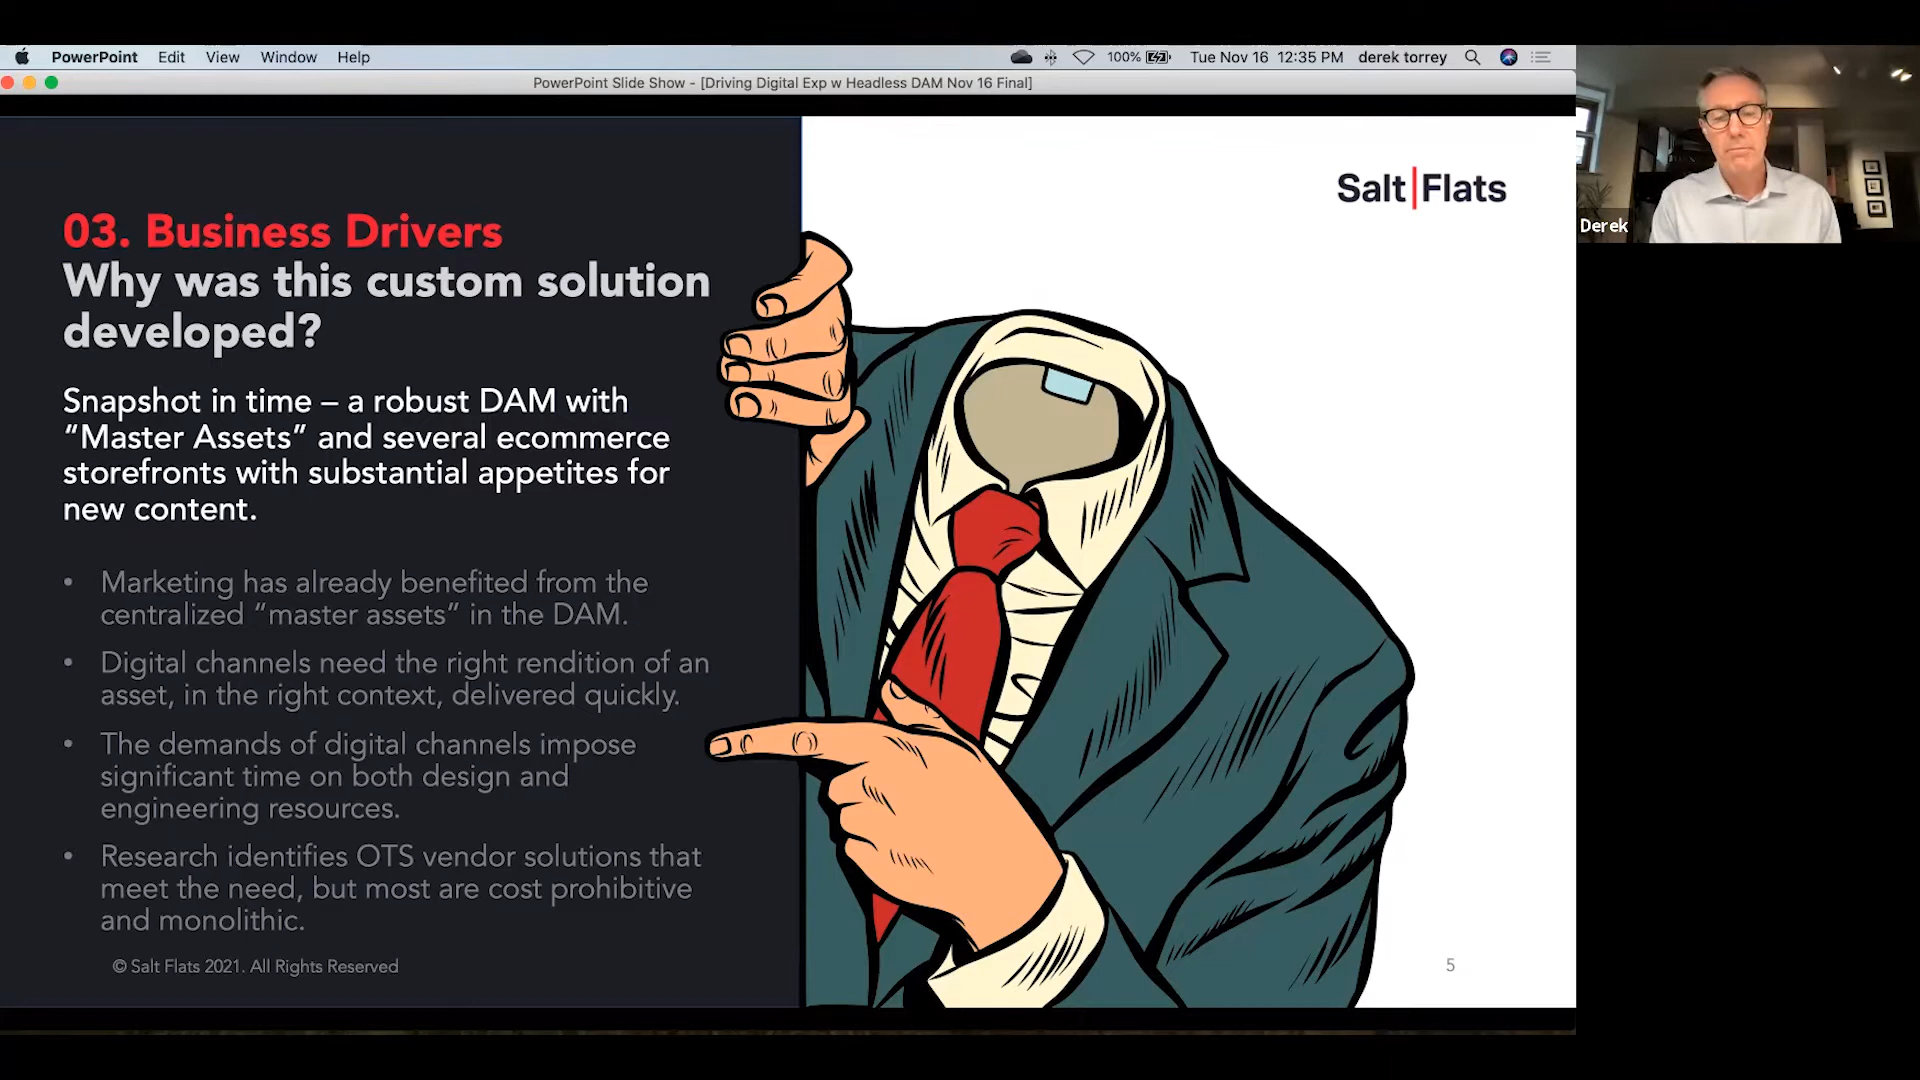 PowerPoint Edit View Window Help 100% Tue Nov 16 12:35 PM derek torrey
PowerPoint Slide Show - [Driving Digital Exp w Headless DAM Nov 16 Final]
Salt|Flats
Derek
03. Business Drivers
Why was this custom solution
developed?
Snapshot in time – a robust DAM with
“Master Assets” and several ecommerce
storefronts with substantial appetites for
new content.
• Marketing has already benefited from the
centralized “master assets” in the DAM.
• Digital channels need the right rendition of an
asset, in the right context, delivered quickly.
• The demands of digital channels impose
significant time on both design and
engineering resources.
• Research identifies OTS vendor solutions that
meet the need, but most are cost prohibitive
and monolithic.
© Salt Flats 2021. All Rights Reserved
5